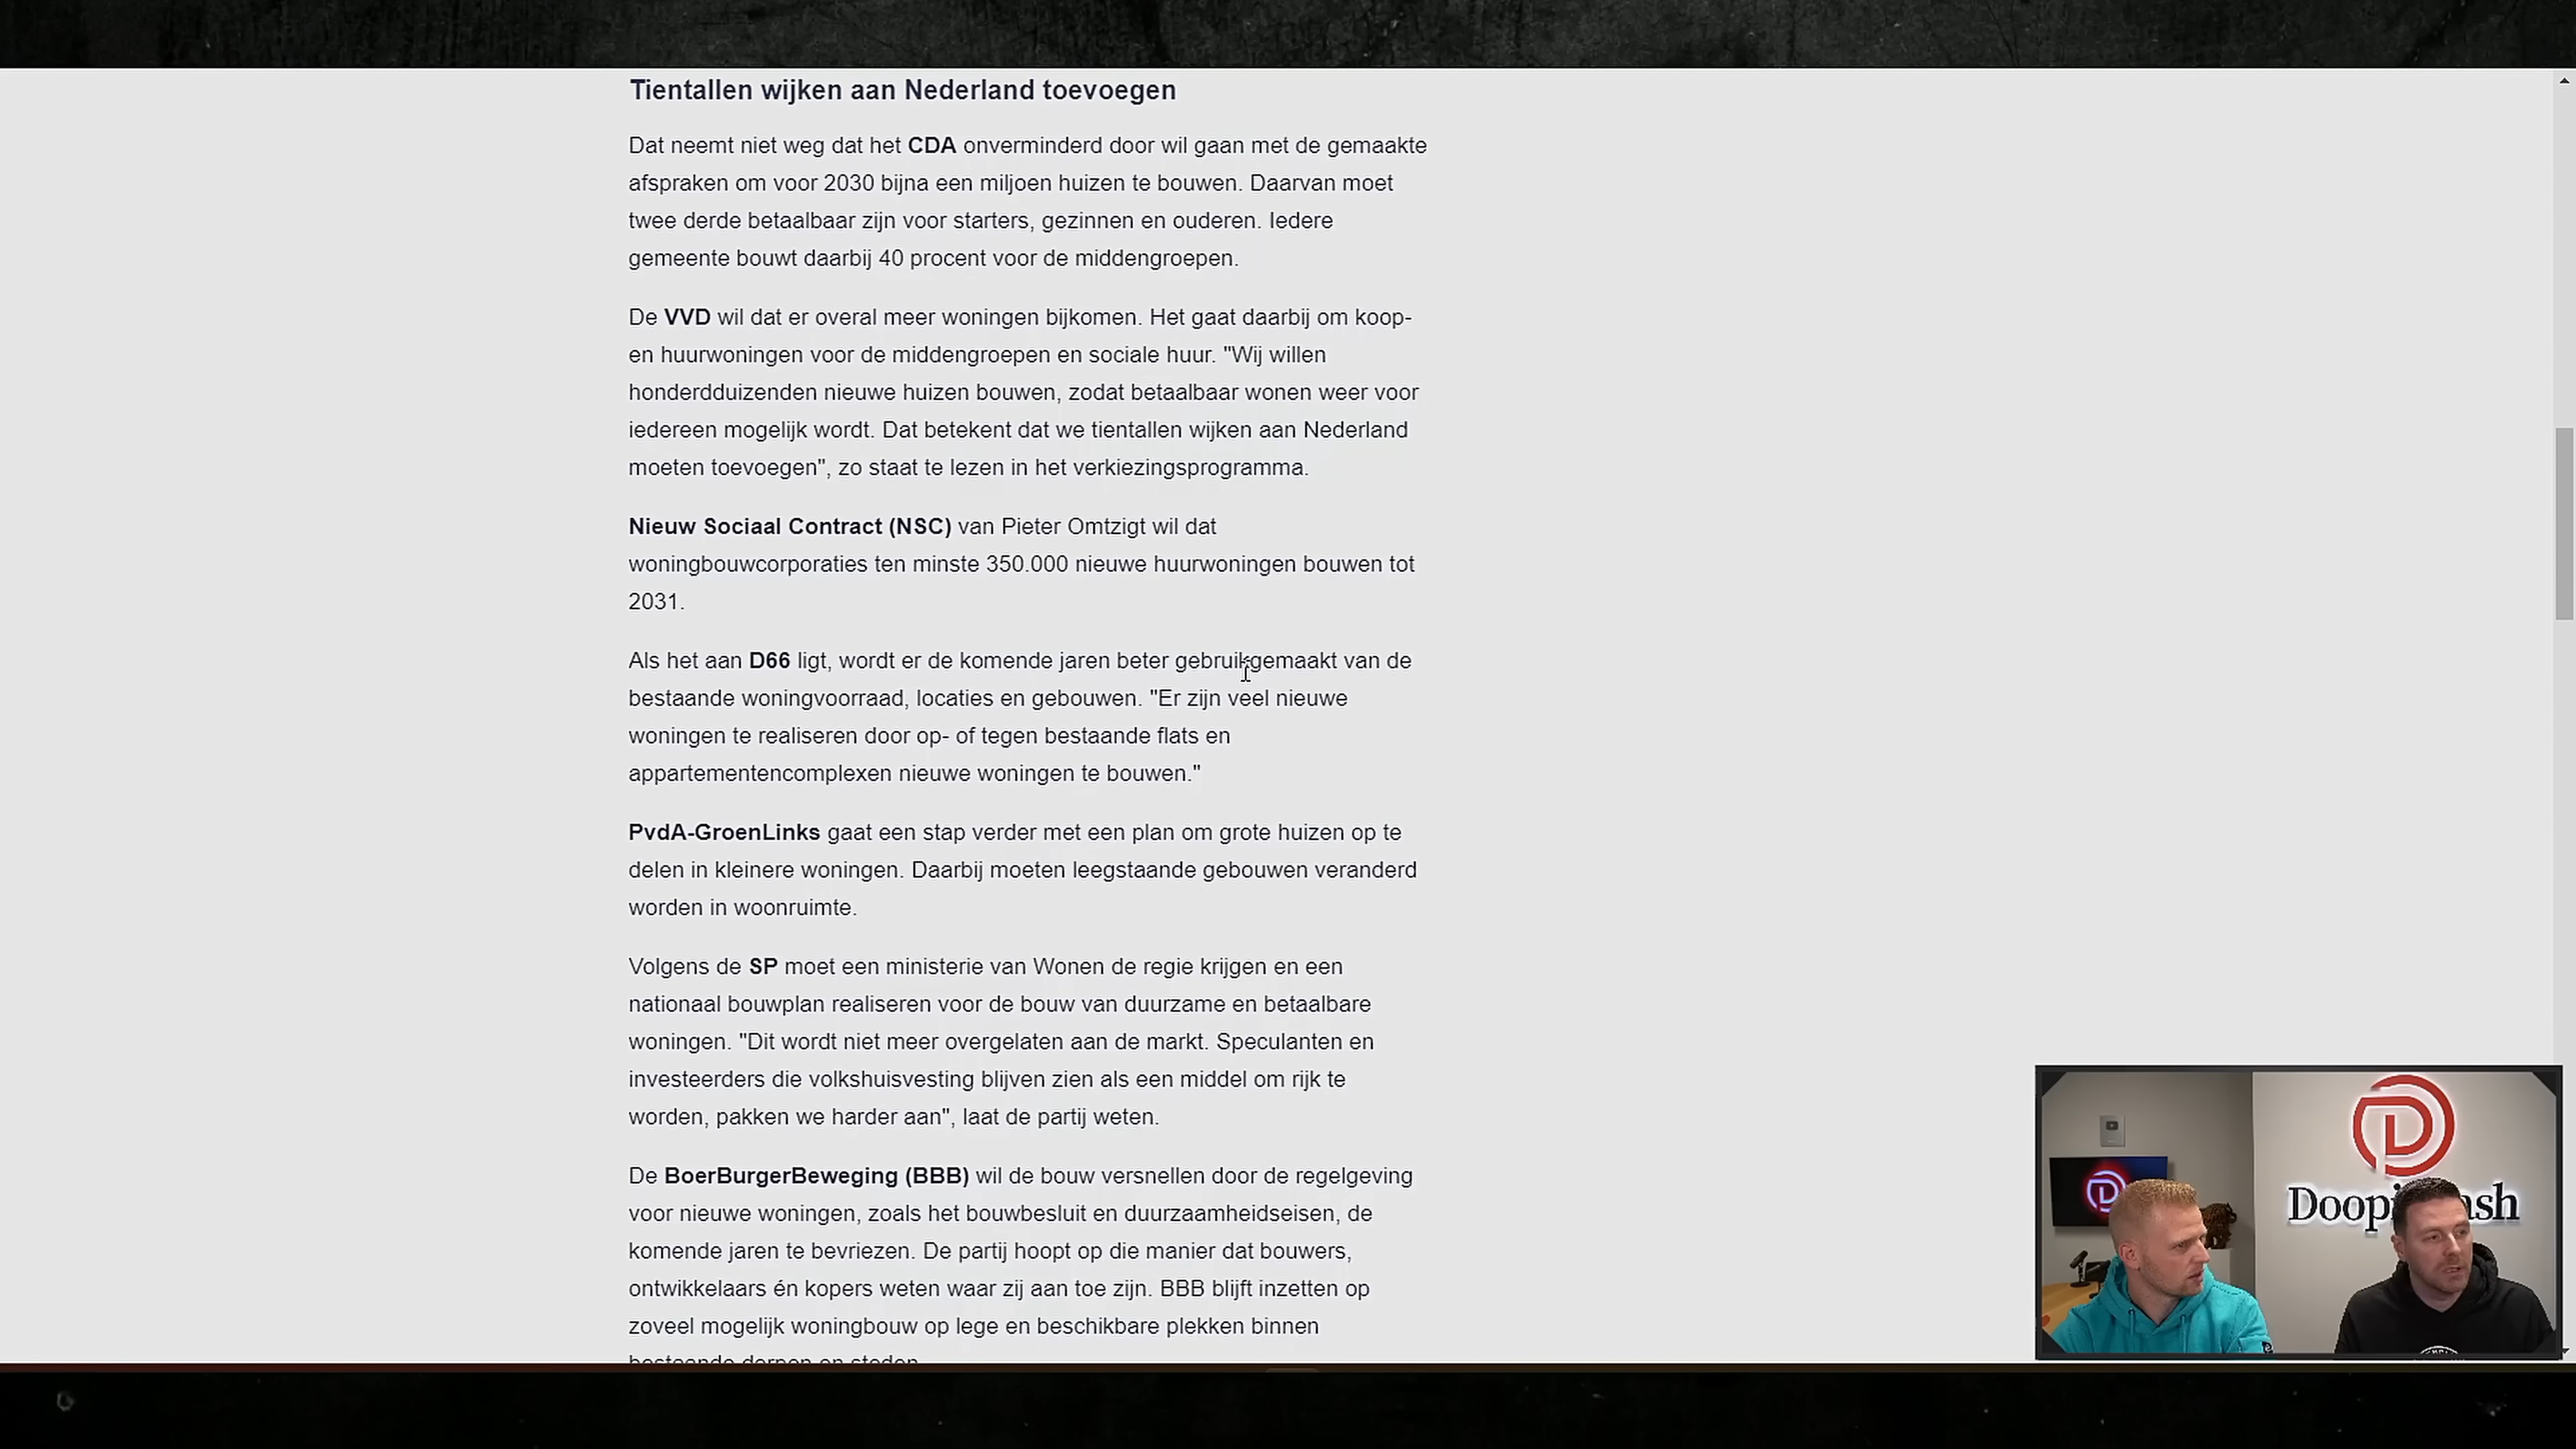 Tientallen wijken aan Nederland toevoegen
Dat neemt niet weg dat het CDA onverminderd door wil gaan met de gemaakte
afspraken om voor 2030 bijna een miljoen huizen te bouwen. Daarvan moet
twee derde betaalbaar zijn voor starters, gezinnen en ouderen. Iedere
gemeente bouwt daarbij 40 procent voor de middengroepen.
De VVD wil dat er overal meer woningen bijkomen. Het gaat daarbij om koop-
en huurwoningen voor de middengroepen en sociale huur. "Wij willen
honderdduizenden nieuwe huizen bouwen, zodat betaalbaar wonen weer voor
iedereen mogelijk wordt. Dat betekent dat we tientallen wijken aan Nederland
moeten toevoegen", zo staat te lezen in het verkiezingsprogramma.
Nieuw Sociaal Contract (NSC) van Pieter Omtzigt wil dat
woningbouwcorporaties ten minste 350.000 nieuwe huurwoningen bouwen tot
2031.
Als het aan D66 ligt, wordt er de komende jaren beter gebruikgemaakt van de
bestaande woningvoorraad, locaties en gebouwen. "Er zijn veel nieuwe
woningen te realiseren door op- of tegen bestaande flats en
appartementencomplexen nieuwe woningen te bouwen."
PvdA-GroenLinks gaat een stap verder met een plan om grote huizen op te
delen in kleinere woningen. Daarbij moeten leegstaande gebouwen veranderd
worden in woonruimte.
Volgens de SP moet een ministerie van Wonen de regie krijgen en een
nationaal bouwplan realiseren voor de bouw van duurzame en betaalbare
woningen. "Dit wordt niet meer overgelaten aan de markt. Speculanten en
investeerders die volkshuisvesting blijven zien als een middel om rijk te
worden, pakken we harder aan", laat de partij weten.
De BoerBurgerBeweging (BBB) wil de bouw versnellen door de regelgeving
voor nieuwe woningen, zoals het bouwbesluit en duurzaamheidseisen, de
komende jaren te bevriezen. De partij hoopt op die manier dat bouwers,
ontwikkelaars én kopers weten waar zij aan toe zijn. BBB blijft inzetten op
zoveel mogelijk woningbouw op lege en beschikbare plekken binnen
bestaande dorpen en steden